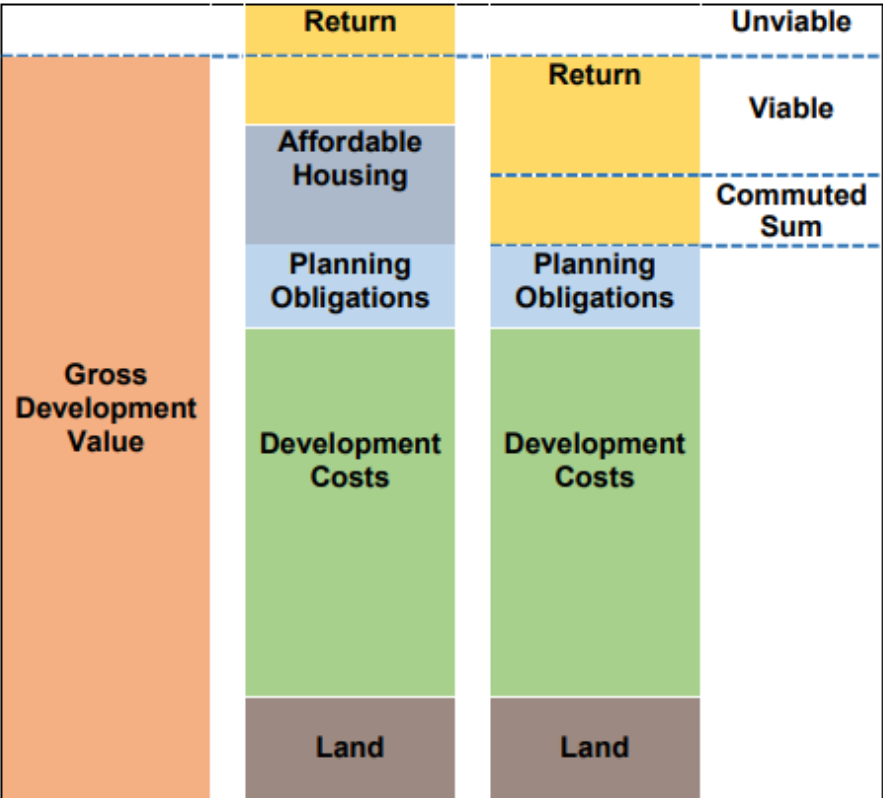 Return
Unviable
Return
Viable
Affordable
Housing
Commuted
Sum
Planning
Obligations
Planning
Obligations
Gross
Development
Value
Development
Costs
Development
Costs
Land
Land